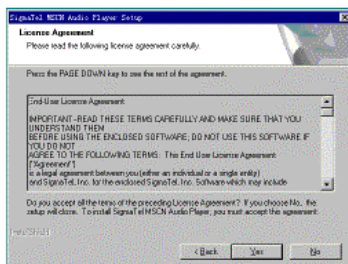 SigmaTel MSCN Audio Player Setup
License Agreement
Please read the following license agreement carefully.
Press the PAGE DOWN key to see the rest of the agreement.
End-User License Agreement
IMPORTANT-READ THESE TERMS CAREFULLY AND MAKE SURE THAT YOU
UNDERSTAND THEM
BEFORE USING THE ENCLOSED SOFTWARE, DO NOT USE THIS SOFTWARE IF
YOU DO NOT
AGREE TO THE FOLLOWING TERMS: The End User License Agreement
("Agreement")
is a legal agreement between you (either an individual or a single entity)
and SigmaTel, Inc. for the enclosed SigmaTel, Inc. Software which may include
Do you accept all the terms of the preceding License Agreement? If you choose No, the
setup will close. To install SigmaTel MSCN Audio Player, you must accept this agreement.
InstallShield
< Back
Yes
No